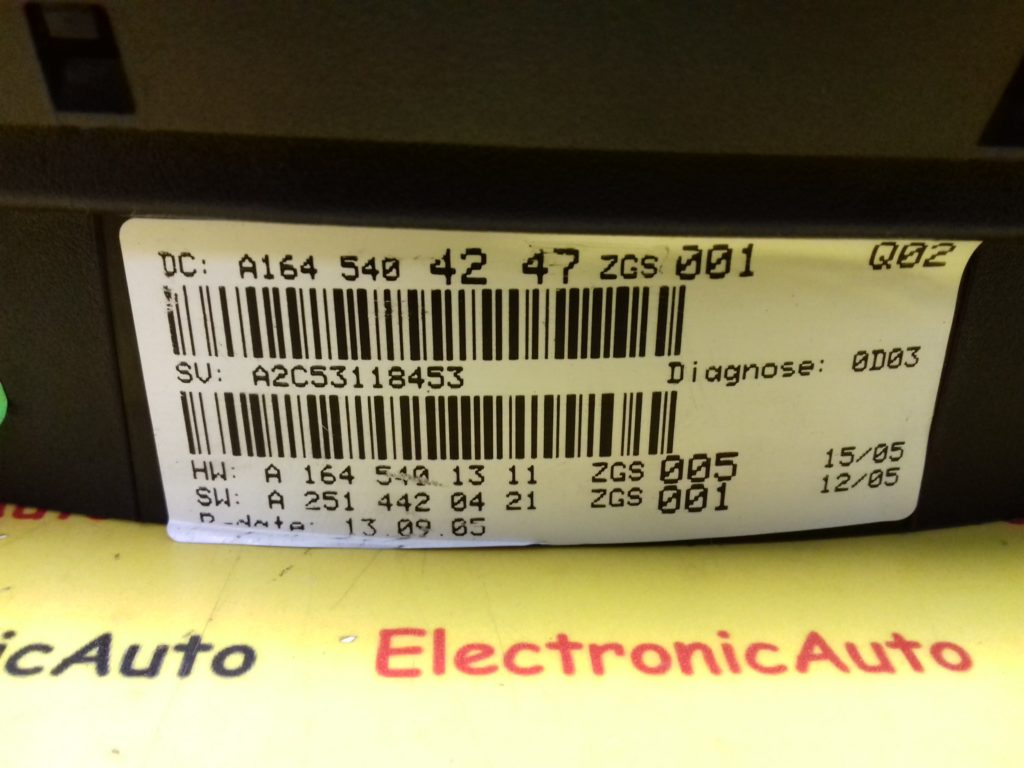 DC: A164 540 42 47 ZGS 001 Q02
SV: A2C53118453 Diagnose: 0D03
HW: A 164 540 13 11 ZGS 005 15/05
SW: A 251 442 04 21 ZGS 001 12/05
P-date: 13.09.05
icAuto ElectronicAuto